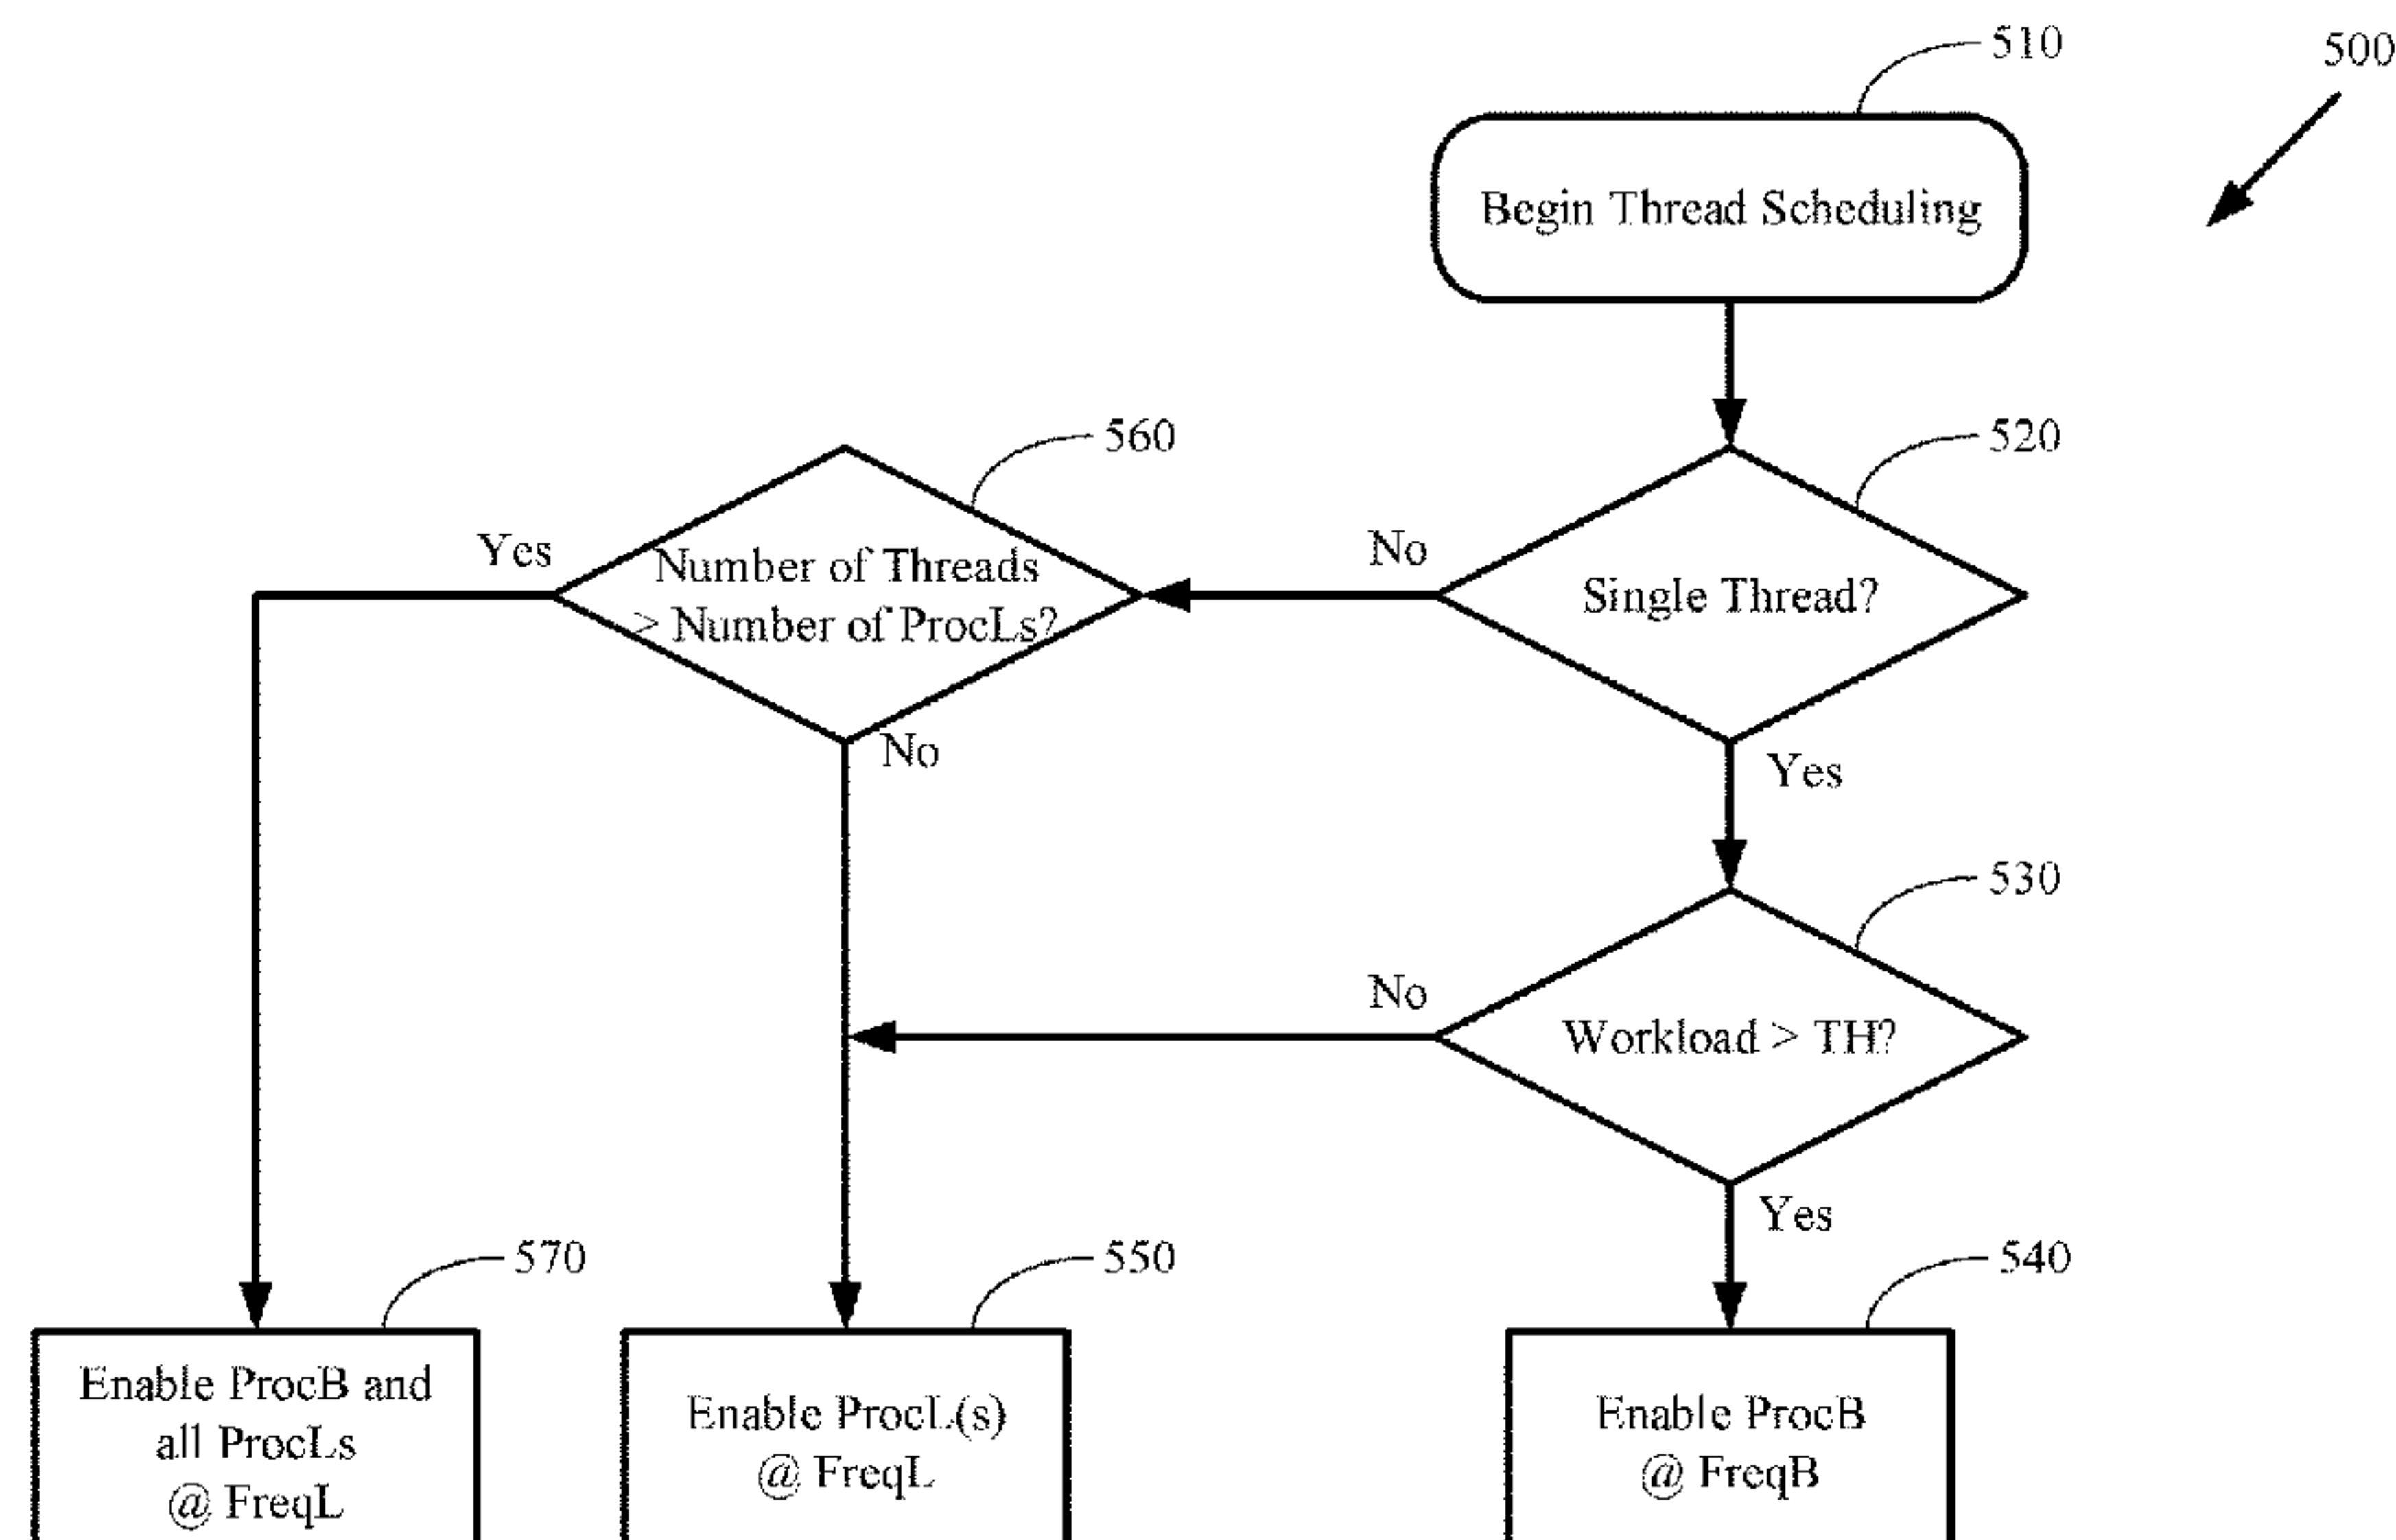 510
500
Begin Thread Scheduling
560
520
Yes
Number of Threads
> Number of ProcLs?
No
Single Thread?
No
Yes
530
No
Workload > TH?
Yes
570
550
540
Enable ProcB and
all ProcLs
@ FreqL
Enable ProcL(s)
@ FreqL
Enable ProcB
@ FreqB